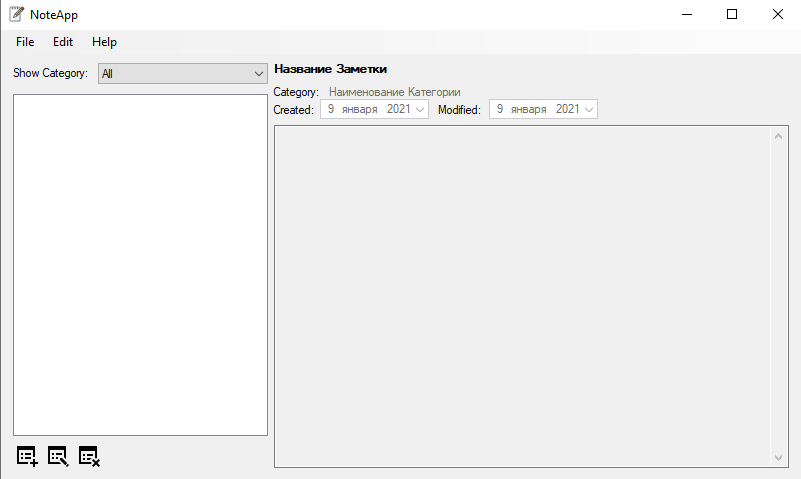 NoteApp
File Edit Help
Show Category: All
Название Заметки
Category: Наименование Категории
Created: 9 января 2021 Modified: 9 января 2021